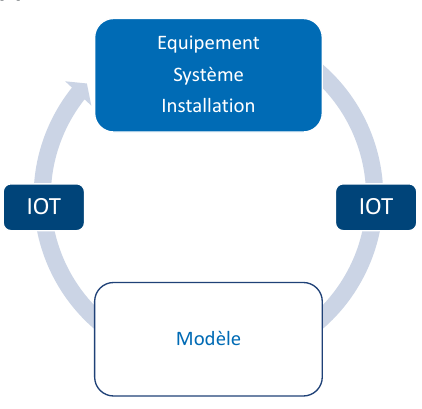 Equipement
Système
Installation
IOT
IOT
Modèle